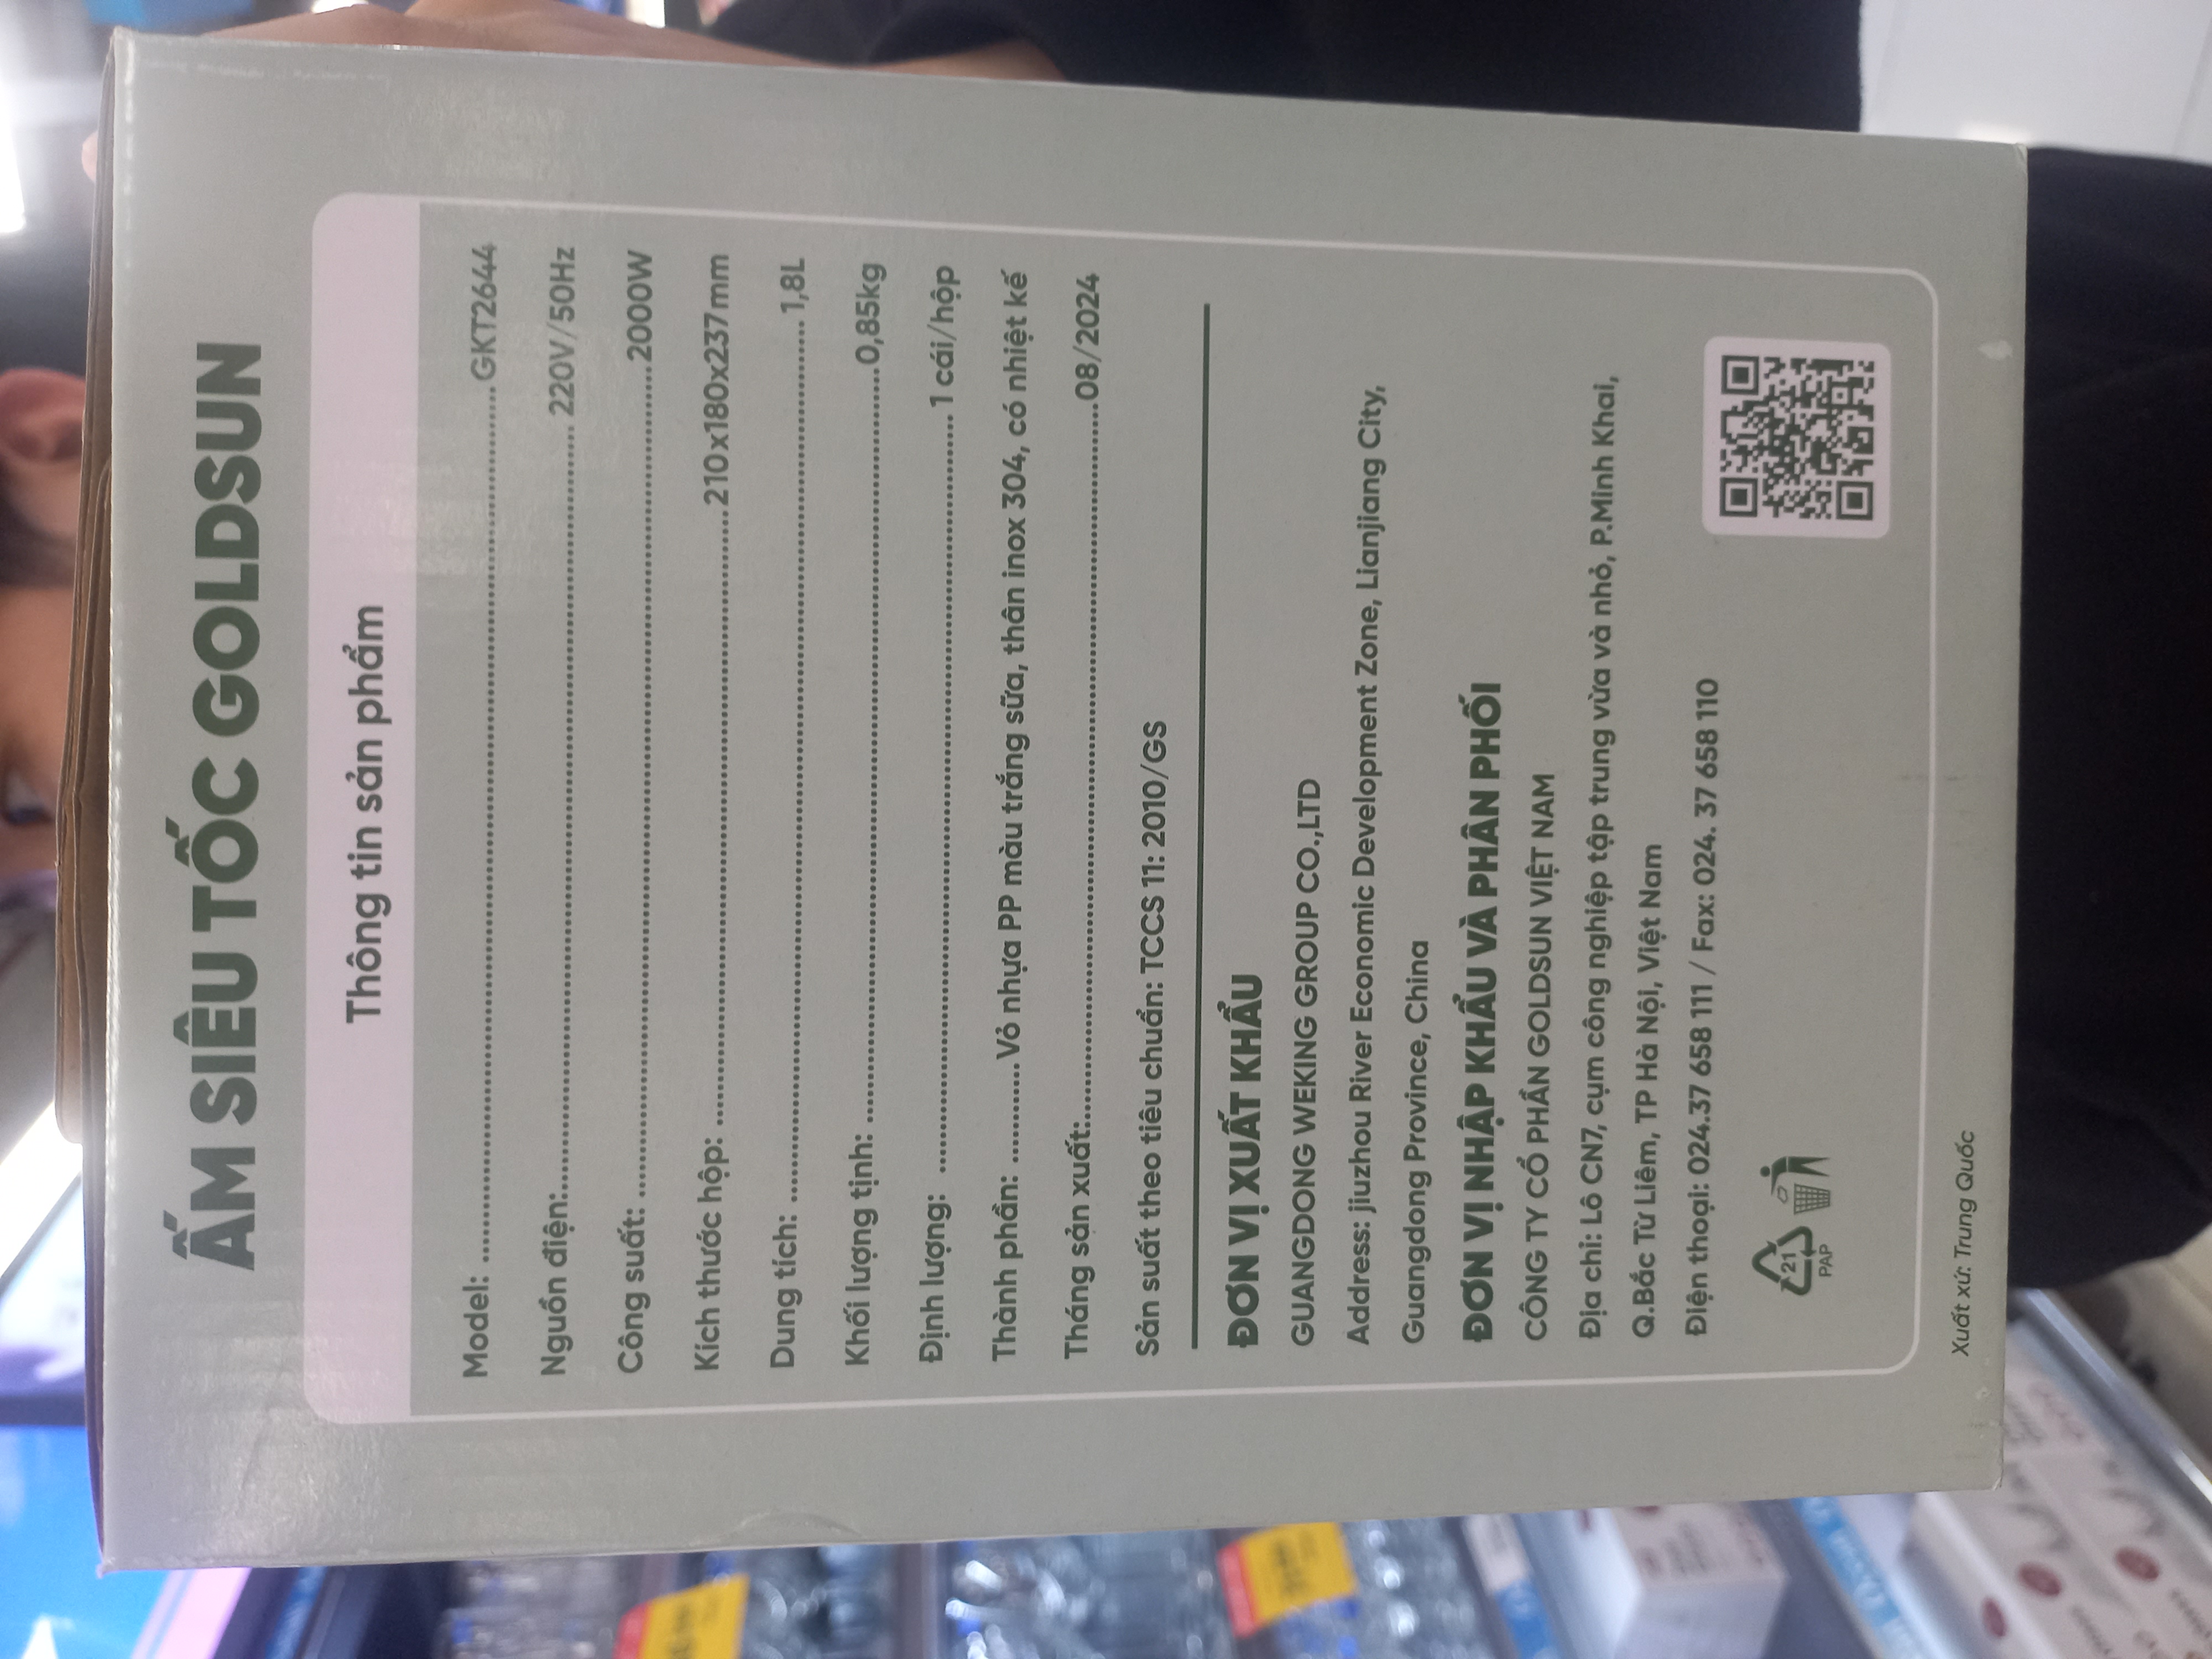 ẤM SIÊU TỐC GOLDSUN
Thông tin sản phẩm
Model: ........................GKT2644
Nguồn điện:........................ 220V/50Hz
Công suất: ........................2000W
Kích thước hộp: ........................210x180x237mm
Dung tích: ........................ 1,8L
Khối lượng tịnh: ........................0,85kg
Định lượng: ........................ 1 cái/hộp
Thành phần: ............Vỏ nhựa PP màu trắng sữa, thân inox 304, có nhiệt kế
Tháng sản xuất:........................08/2024
Sản suất theo tiêu chuẩn: TCCS 11: 2010/GS
ĐƠN VỊ XUẤT KHẨU
GUANGDONG WEKING GROUP CO.,LTD
Address: jiuzhou River Economic Development Zone, Lianjiang City,
Guangdong Province, China
ĐƠN VỊ NHẬP KHẨU VÀ PHÂN PHỐI
CÔNG TY CỔ PHẦN GOLDSUN VIỆT NAM
Địa chỉ: Lô CN7, cụm công nghiệp tập trung vừa và nhỏ, P.Minh Khai,
Q.Bắc Từ Liêm, TP Hà Nội, Việt Nam
Điện thoại: 024.37 658 111 / Fax: 024. 37 658 110
21
PAP
Xuất xứ: Trung Quốc